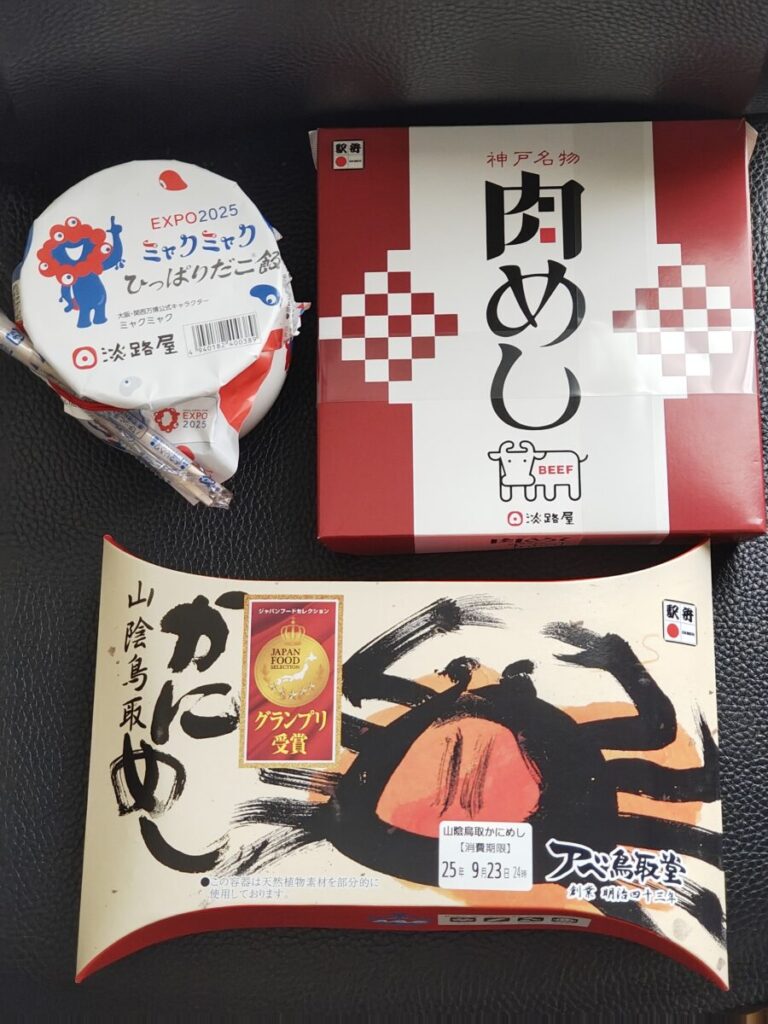 EXPO2025
ミャクミャク
ひっぱりだこ飯
大阪・関西万博公式キャラクター
ミャクミャク
4 940182 400389
淡路屋
EXPO
2025
駅弁
神戸名物
肉めし
BEEF
淡路屋
山陰鳥取
かにめし
ジャパンフードセレクション
JAPAN
FOOD
SELECTION
グランプリ
受賞
駅弁
S
山陰鳥取かにめし
【消費期限】
25年 9月23日 24時
アベ鳥取堂
創業 明治四十三年
●この容器は天然植物素材を部分的に
使用しております。